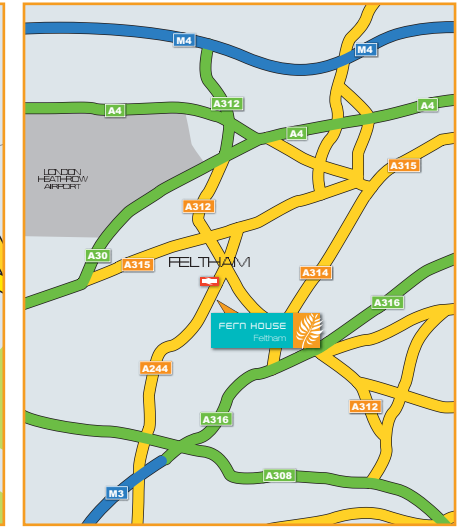 M4
M4
A312
A4
A4
A4
A315
LONDON
HEATHROW
AIRPORT
A312
A30
A315
FELTHAM
A314
A316
FERN HOUSE
Feltham
A244
A312
A316
A308
M3